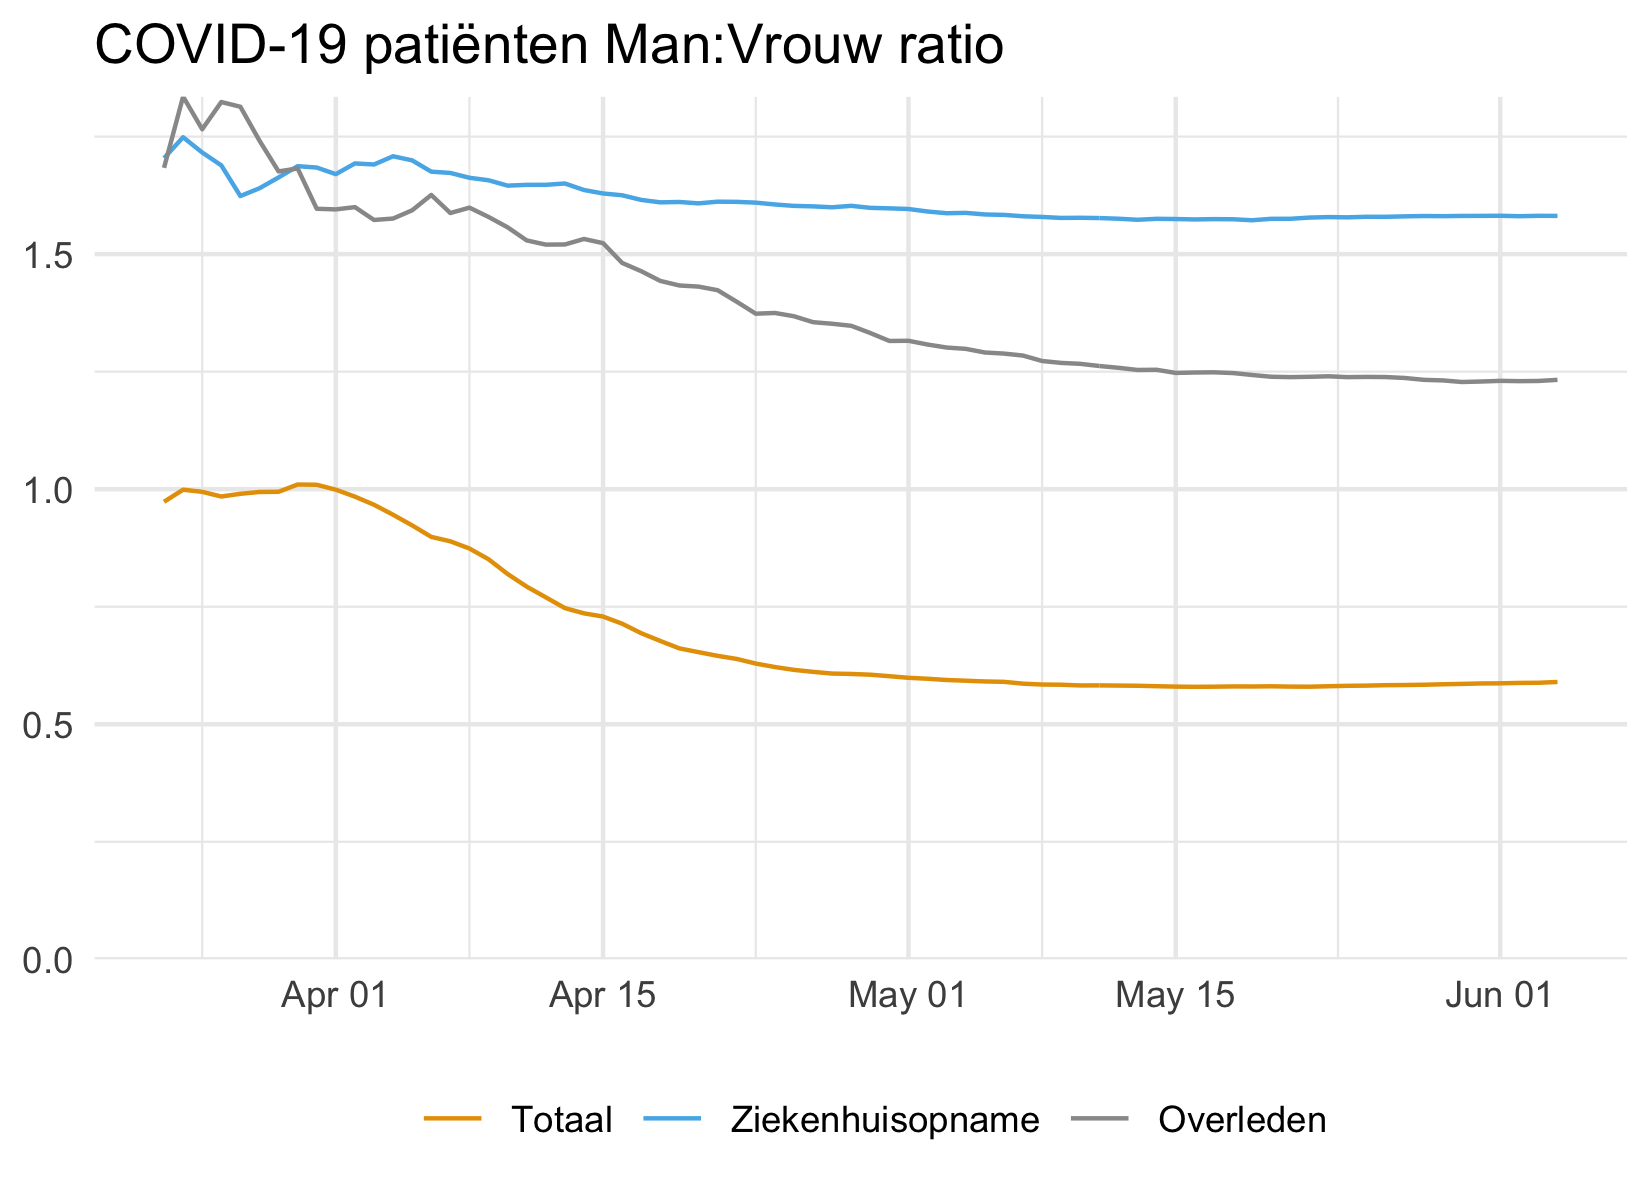 COVID-19 patiënten Man:Vrouw ratio
1.5
1.0
0.5
0.0
Apr 01 Apr 15 May 01 May 15 Jun 01
Totaal Ziekenhuisopname Overleden